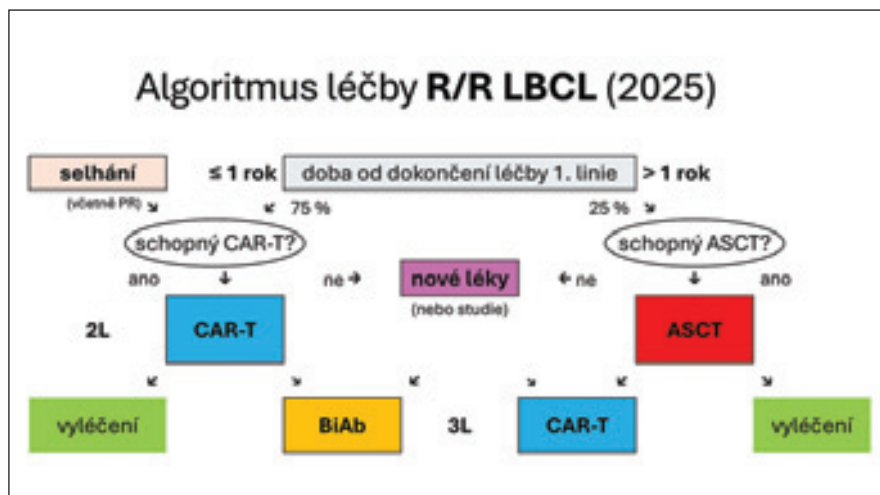 Algoritmus léčby R/R LBCL (2025)
selhání ≤ 1 rok doba od dokončení léčby 1. linie > 1 rok
(včetně PR) 75 % 25 %
schopný CAR-T? schopný ASCT?
ano ne nové léky ne ano
(nebo studie)
2L CAR-T ASCT
vyléčení BiAb 3L CAR-T vyléčení